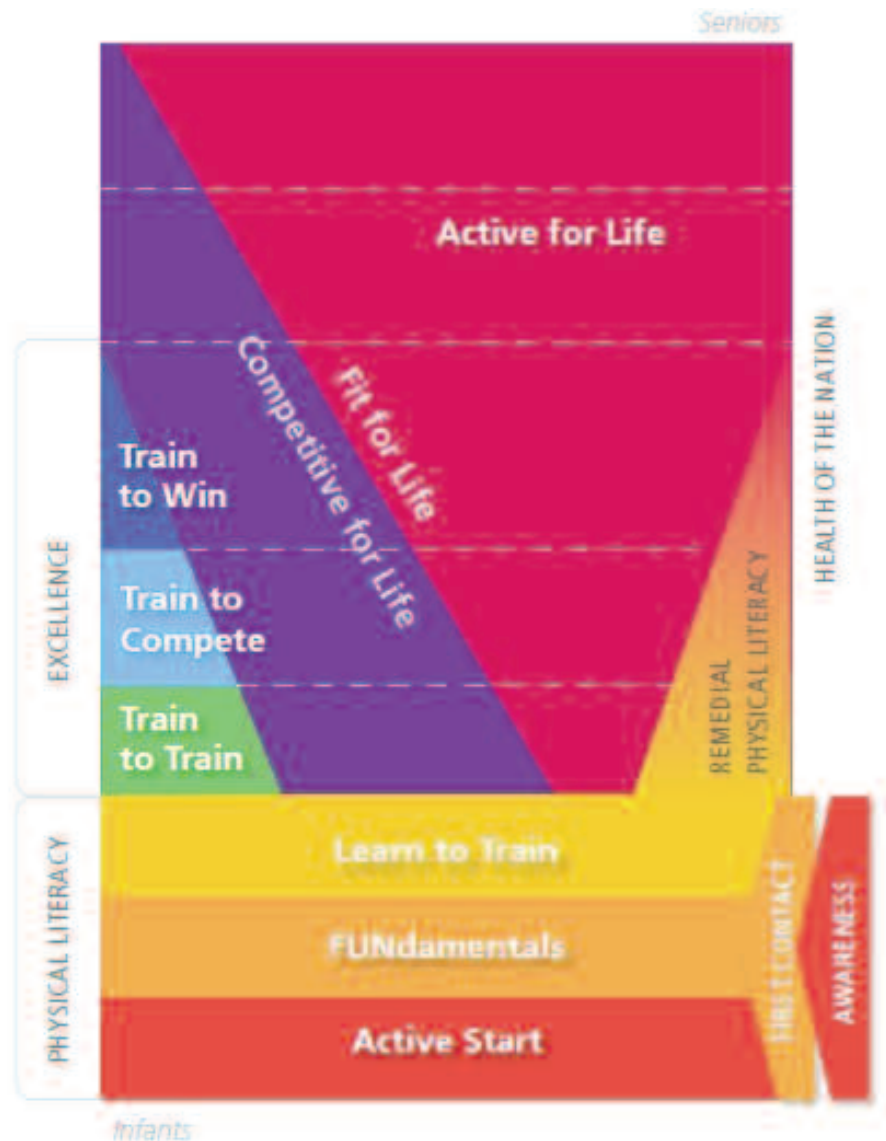 Seniors
Active for Life
Competitive for Life
Fit for Life
Train
to Win
Train to
Compete
Train
to Train
EXCELLENCE
HEALTH OF THE NATION
REMEDIAL
PHYSICAL LITERACY
Learn to Train
FUNdamentals
Active Start
PHYSICAL LITERACY
FIRST CONTACT
AWARENESS
Infants